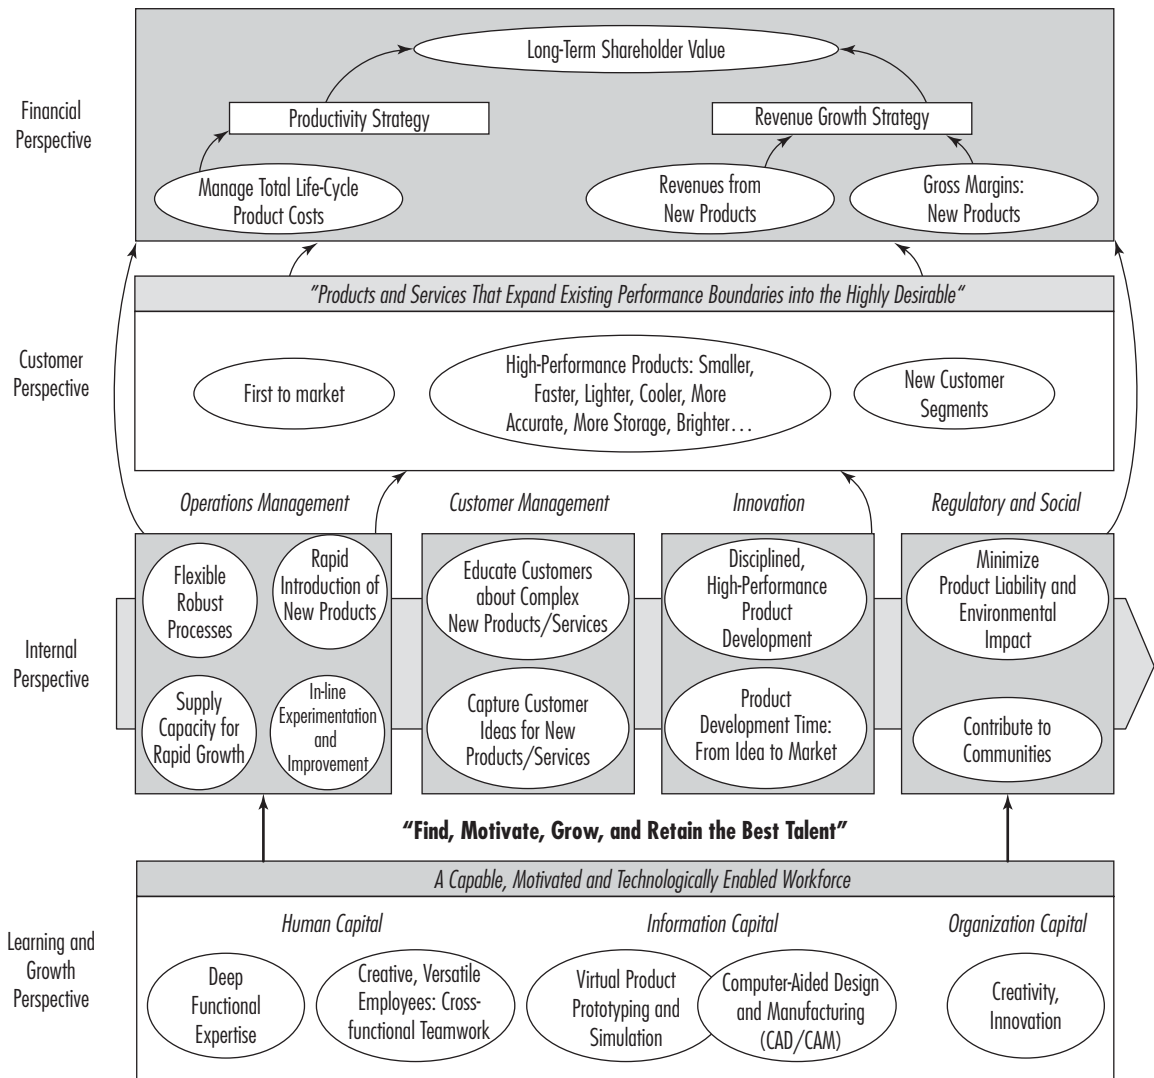 Financial
Perspective
Long-Term Shareholder Value
Productivity Strategy
Revenue Growth Strategy
Manage Total Life-Cycle
Product Costs
Revenues from
New Products
Gross Margins:
New Products
Customer
Perspective
"Products and Services That Expand Existing Performance Boundaries into the Highly Desirable"
First to market
High-Performance Products: Smaller,
Faster, Lighter, Cooler, More
Accurate, More Storage, Brighter…
New Customer
Segments
Internal
Perspective
Operations Management
Flexible
Robust
Processes
Rapid
Introduction of
New Products
Supply
Capacity for
Rapid Growth
In-line
Experimentation
and
Improvement
Customer Management
Educate Customers
about Complex
New Products/Services
Capture Customer
Ideas for New
Products/Services
Innovation
Disciplined,
High-Performance
Product
Development
Product
Development Time:
From Idea to Market
Regulatory and Social
Minimize
Product Liability and
Environmental
Impact
Contribute to
Communities
"Find, Motivate, Grow, and Retain the Best Talent"
Learning and
Growth
Perspective
A Capable, Motivated and Technologically Enabled Workforce
Human Capital
Deep
Functional
Expertise
Creative, Versatile
Employees: Cross-
functional Teamwork
Information Capital
Virtual Product
Prototyping and
Simulation
Computer-Aided Design
and Manufacturing
(CAD/CAM)
Organization Capital
Creativity,
Innovation